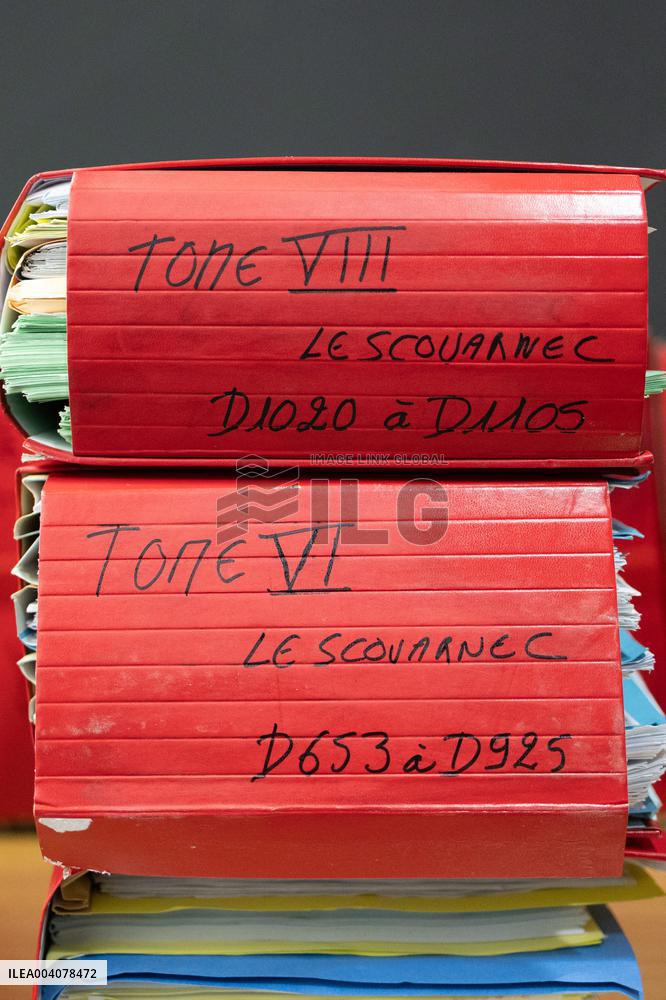 TOME VIII
LE SCOUARNEC
D1020 à D1105
IMAGE LINK GLOBAL
ILG
TOME VI
LE SCOUARNEC
D653 à D925
ILEA004078472